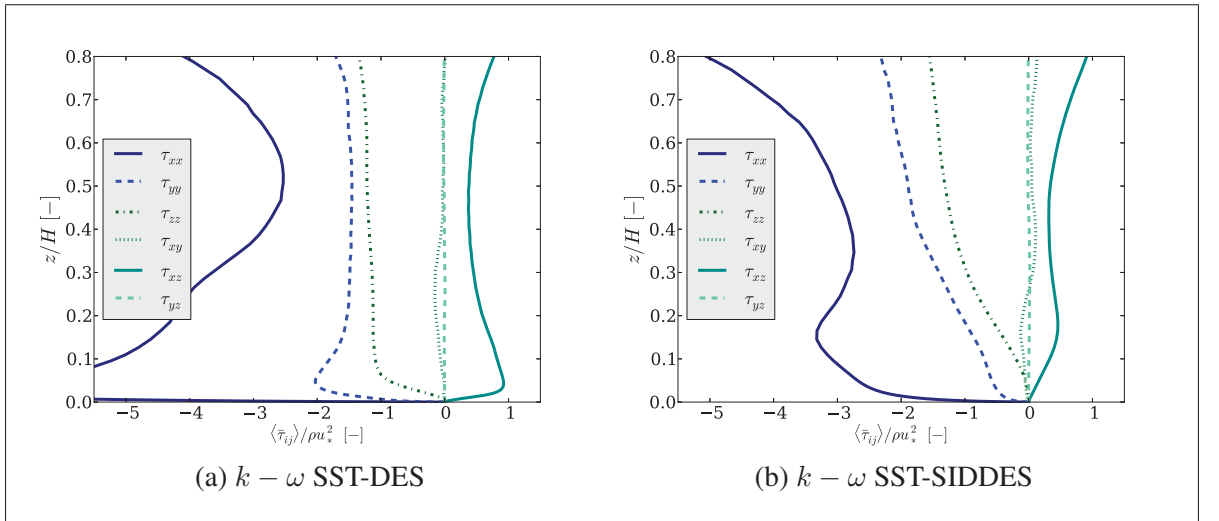 0.8
0.7
0.6
0.5
0.4
0.3
0.2
0.1
0.0
z/H [−]
τxx
τyy
τzz
τxy
τxz
τyz
−5 −4 −3 −2 −1 0 1
⟨τ̄ij⟩/ρu*² [−]
(a) k − ω SST-DES
0.8
0.7
0.6
0.5
0.4
0.3
0.2
0.1
0.0
z/H [−]
τxx
τyy
τzz
τxy
τxz
τyz
−5 −4 −3 −2 −1 0 1
⟨τ̄ij⟩/ρu*² [−]
(b) k − ω SST-SIDDES